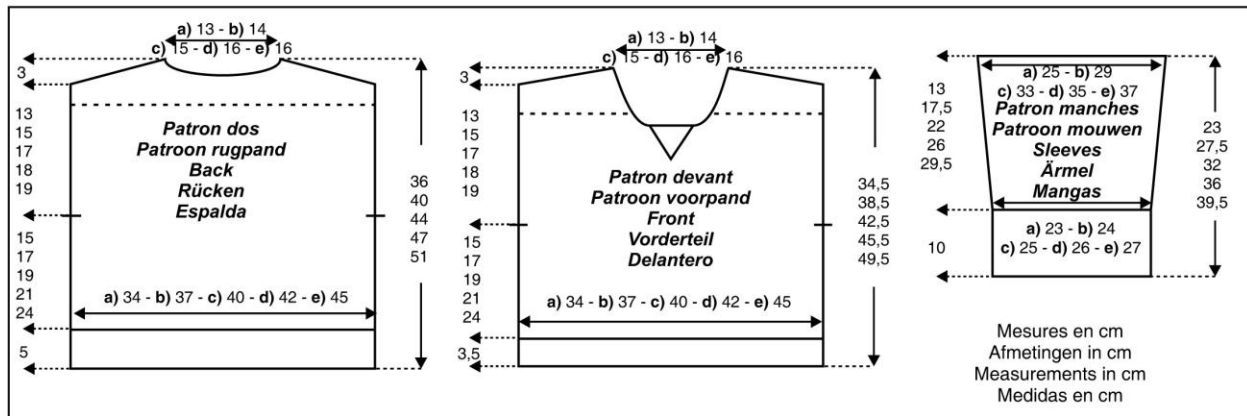 a) 13 - b) 14
c) 15 - d) 16 - e) 16
3
13
15
17
18
19
15
17
19
21
24
5
Patron dos
Patroon rugpand
Back
Rücken
Espalda
a) 34 - b) 37 - c) 40 - d) 42 - e) 45
36
40
44
47
51
a) 13 - b) 14
c) 15 - d) 16 - e) 16
3
13
15
17
18
19
15
17
19
21
24
3,5
Patron devant
Patroon voorpand
Front
Vorderteil
Delantero
a) 34 - b) 37 - c) 40 - d) 42 - e) 45
34,5
38,5
42,5
45,5
49,5
13
17,5
22
26
29,5
10
a) 25 - b) 29
c) 33 - d) 35 - e) 37
Patron manches
Patroon mouwen
Sleeves
Ärmel
Mangas
a) 23 - b) 24
c) 25 - d) 26 - e) 27
23
27,5
32
36
39,5
Mesures en cm
Afmetingen in cm
Measurements in cm
Medidas en cm